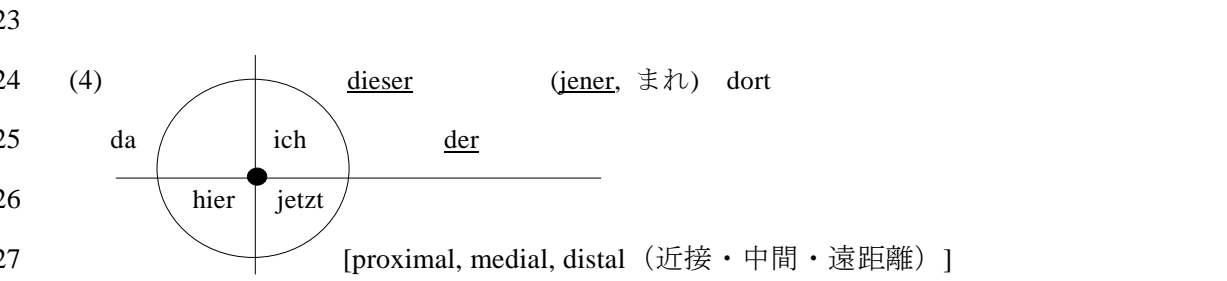 23
24 (4) dieser (jener, まれ) dort
25 da ich der
26 hier jetzt
27 [proximal, medial, distal（近接・中間・遠距離）]